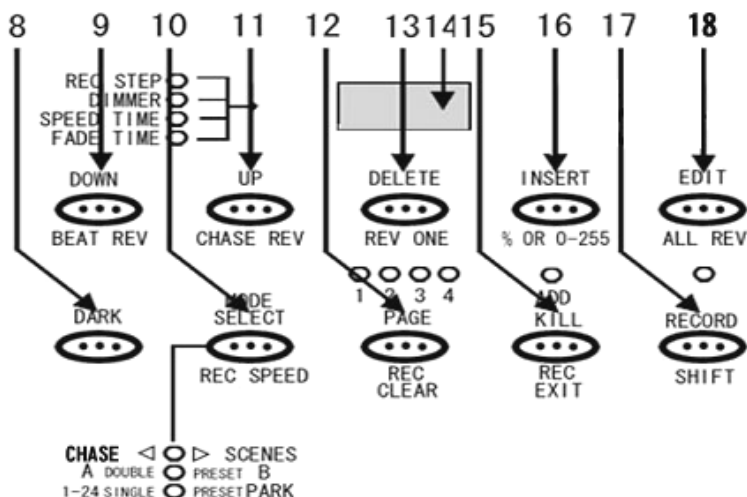 8 9 10 11 12 13 14 15 16 17 18
REC STEP
DIMMER
SPEED TIME
FADE TIME
DOWN UP DELETE INSERT EDIT
BEAT REV CHASE REV REV ONE % OR 0-255 ALL REV
1 2 3 4
DARK MODE SELECT PAGE ADD KILL RECORD
REC SPEED REC CLEAR REC EXIT SHIFT
CHASE ◁ ▷ SCENES
A DOUBLE PRESET B
1-24 SINGLE PRESET PARK